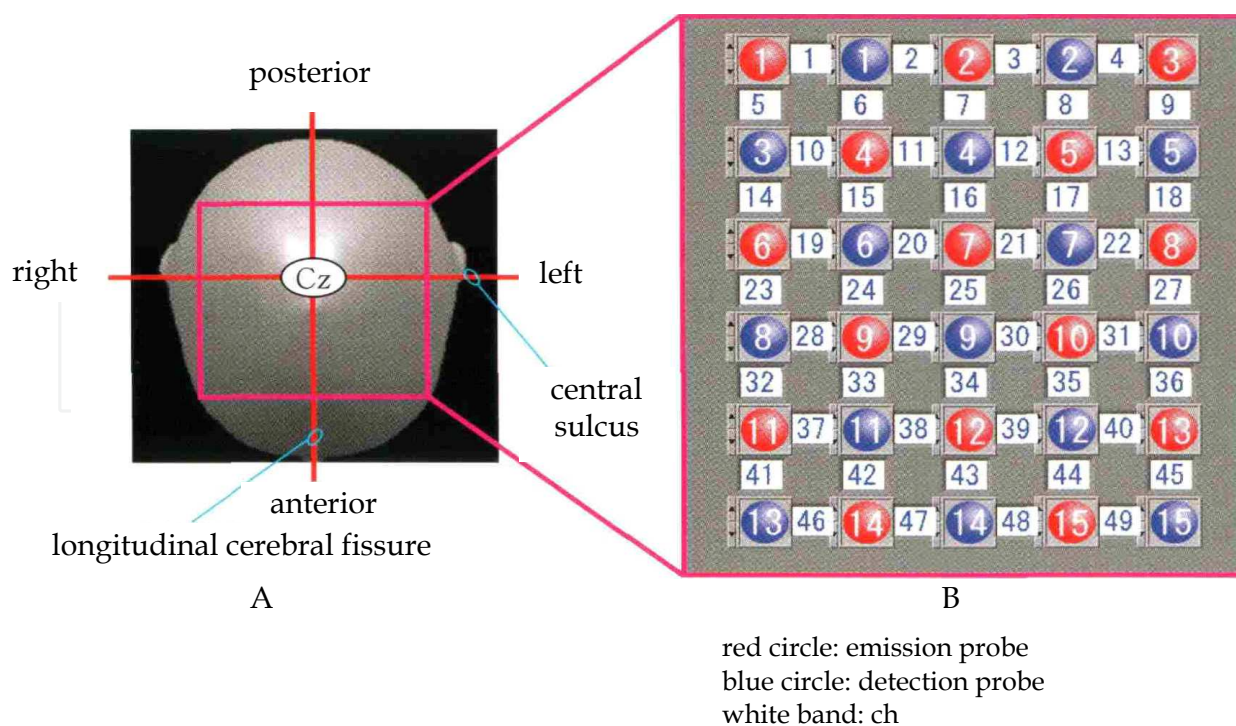 posterior
right
Cz
left
central
sulcus
anterior
longitudinal cerebral fissure
A
1 1 1 2 2 3 2 4 3
5 6 7 8 9
3 10 4 11 4 12 5 13 5
14 15 16 17 18
6 19 6 20 7 21 7 22 8
23 24 25 26 27
8 28 9 29 9 30 10 31 10
32 33 34 35 36
11 37 11 38 12 39 12 40 13
41 42 43 44 45
13 46 14 47 14 48 15 49 15
B
red circle: emission probe
blue circle: detection probe
white band: ch